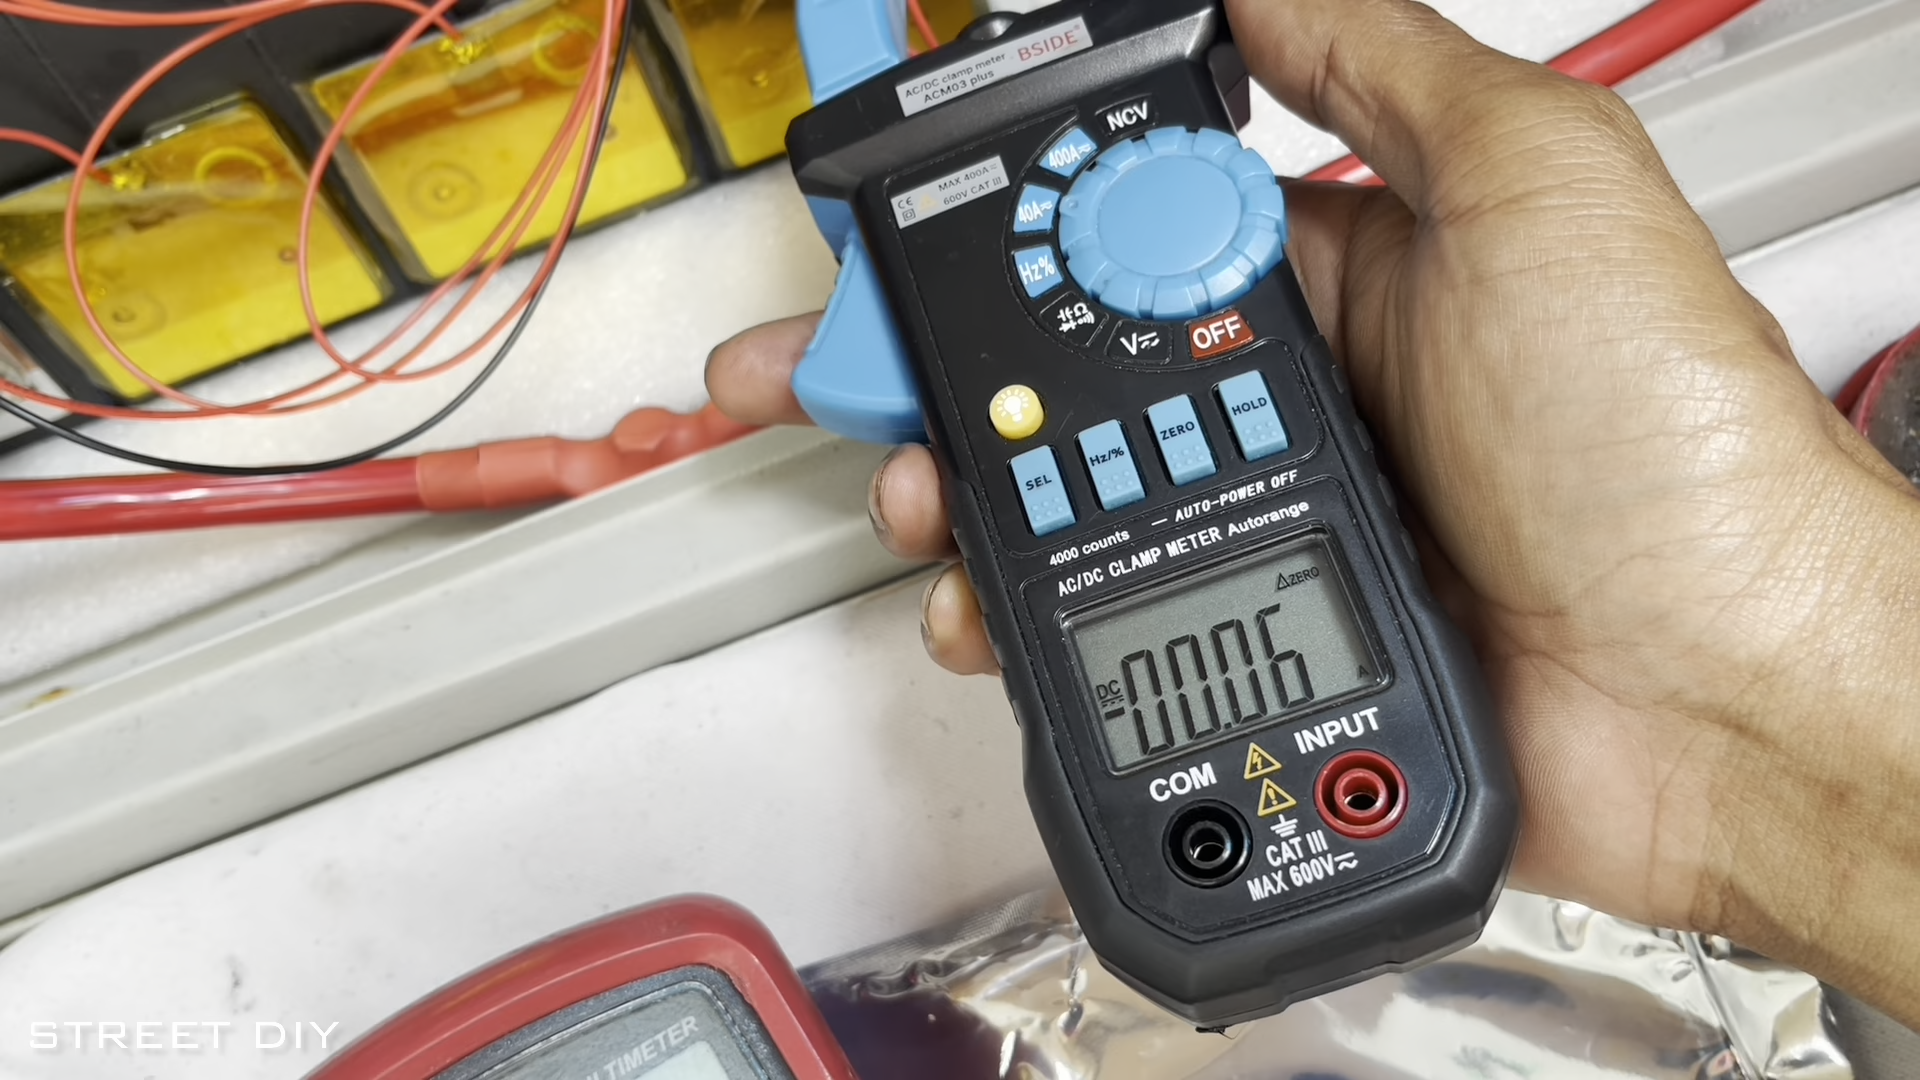 AC/DC clamp meter
ACM03 plus
BSIDE
MAX 400A
600V CAT III
CE
NCV
400A
40A
Hz%
Ω
V
OFF
SEL
Hz/%
ZERO
HOLD
4000 counts
— AUTO-POWER OFF
AC/DC CLAMP METER Autorange
ΔZERO
DC
-00.06
A
COM
INPUT
CAT III
MAX 600V
LTIMETER
STREET DIY